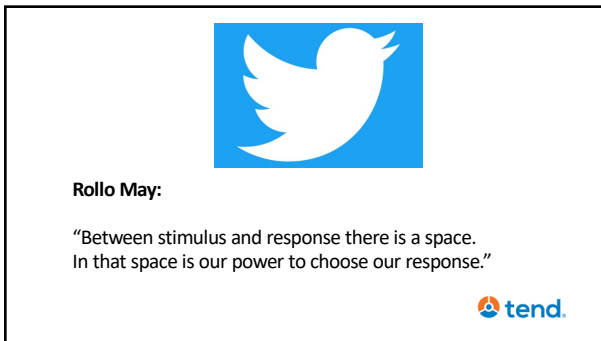 Rollo May:
“Between stimulus and response there is a space.
In that space is our power to choose our response.”
tend.